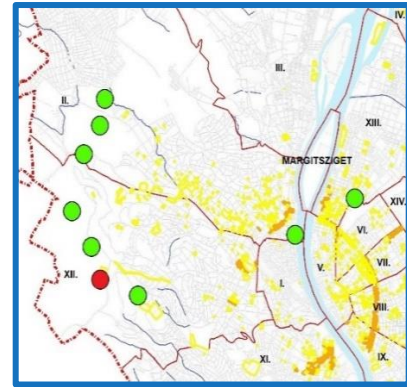 IV.
III.
II.
XIII.
MARGITSZIGET
XIV.
VI.
VII.
I.
V.
XII.
VIII.
XI.
IX.